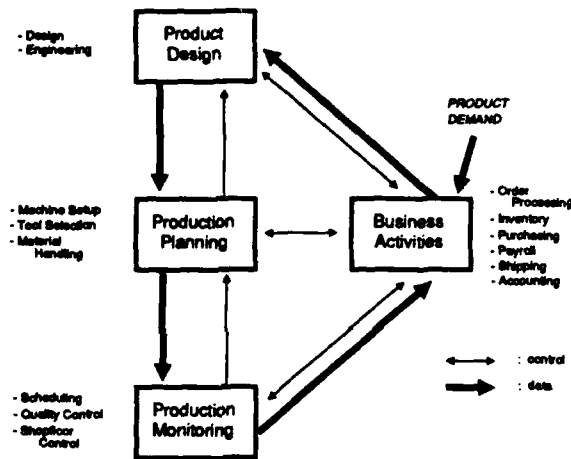 - Design
- Engineering
Product
Design
PRODUCT
DEMAND
- Machine Setup
- Tool Selection
- Material
Handling
Production
Planning
Business
Activities
- Order
Processing
- Inventory
- Purchasing
- Payroll
- Shipping
- Accounting
- Scheduling
- Quality Control
- Shopfloor
Control
Production
Monitoring
: control
: data